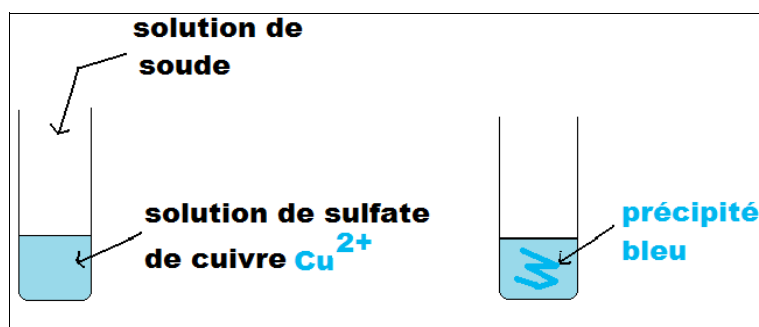 solution de
soude
solution de sulfate
de cuivre Cu2+
précipité
bleu